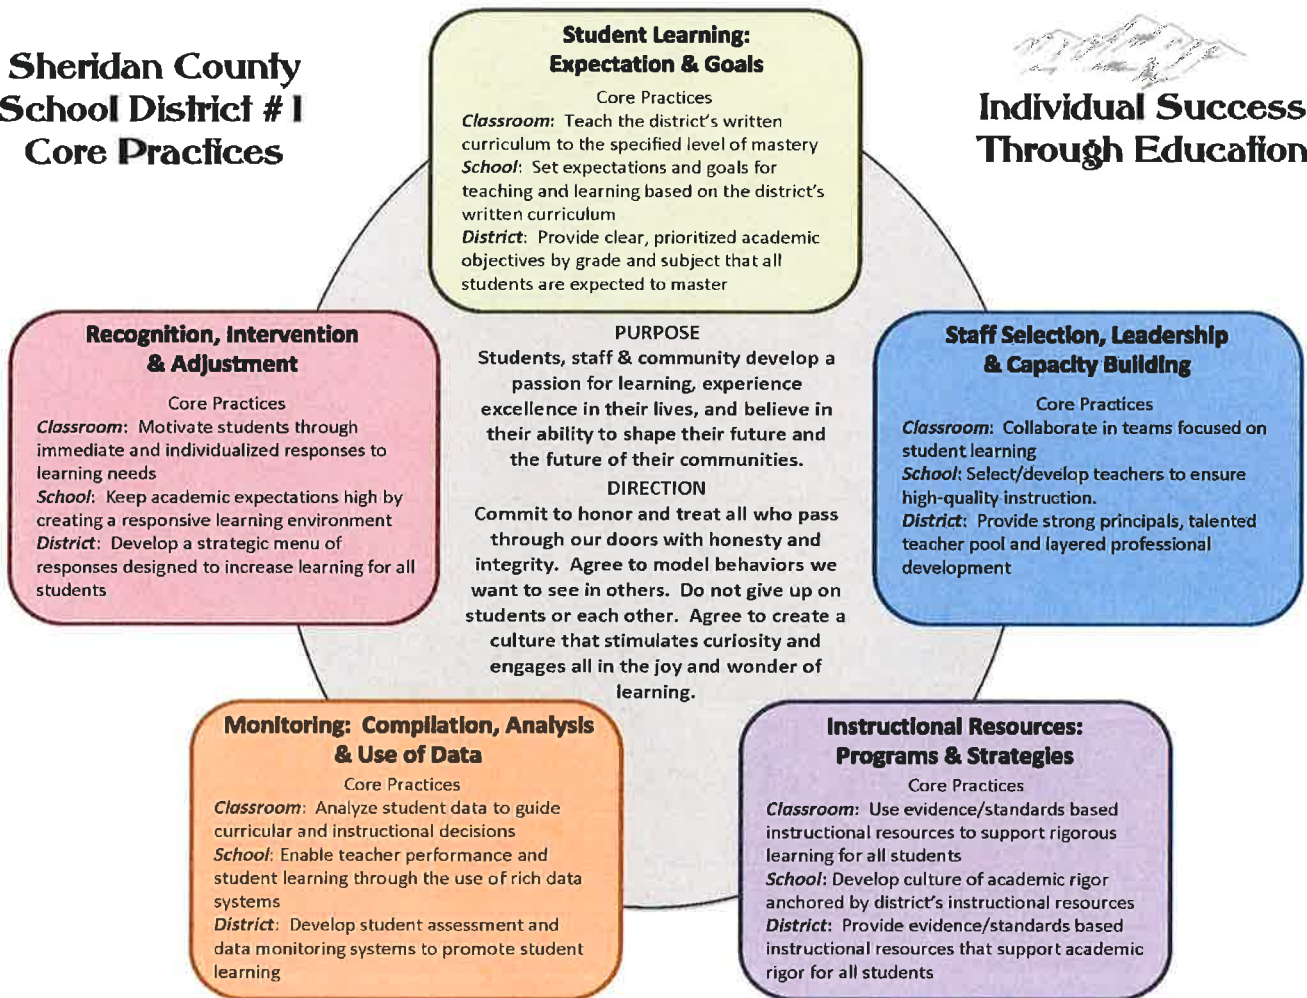 Sheridan County
School District # 1
Core Practices
Individual Success
Through Education
Student Learning:
Expectation & Goals
Core Practices
Classroom: Teach the district's written
curriculum to the specified level of mastery
School: Set expectations and goals for
teaching and learning based on the district's
written curriculum
District: Provide clear, prioritized academic
objectives by grade and subject that all
students are expected to master
Recognition, Intervention
& Adjustment
Core Practices
Classroom: Motivate students through
immediate and individualized responses to
learning needs
School: Keep academic expectations high by
creating a responsive learning environment
District: Develop a strategic menu of
responses designed to increase learning for all
students
PURPOSE
Students, staff & community develop a
passion for learning, experience
excellence in their lives, and believe in
their ability to shape their future and
the future of their communities.
DIRECTION
Commit to honor and treat all who pass
through our doors with honesty and
integrity. Agree to model behaviors we
want to see in others. Do not give up on
students or each other. Agree to create a
culture that stimulates curiosity and
engages all in the joy and wonder of
learning.
Staff Selection, Leadership
& Capacity Building
Core Practices
Classroom: Collaborate in teams focused on
student learning
School: Select/develop teachers to ensure
high-quality instruction.
District: Provide strong principals, talented
teacher pool and layered professional
development
Monitoring: Compilation, Analysis
& Use of Data
Core Practices
Classroom: Analyze student data to guide
curricular and instructional decisions
School: Enable teacher performance and
student learning through the use of rich data
systems
District: Develop student assessment and
data monitoring systems to promote student
learning
Instructional Resources:
Programs & Strategies
Core Practices
Classroom: Use evidence/standards based
instructional resources to support rigorous
learning for all students
School: Develop culture of academic rigor
anchored by district's instructional resources
District: Provide evidence/standards based
instructional resources that support academic
rigor for all students